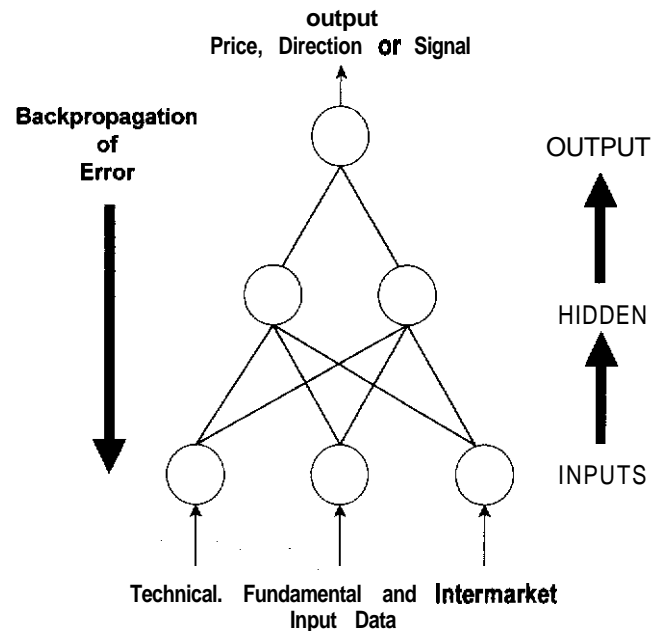 output
Price, Direction or Signal
Backpropagation
of
Error
OUTPUT
HIDDEN
INPUTS
Technical. Fundamental and Intermarket
Input Data